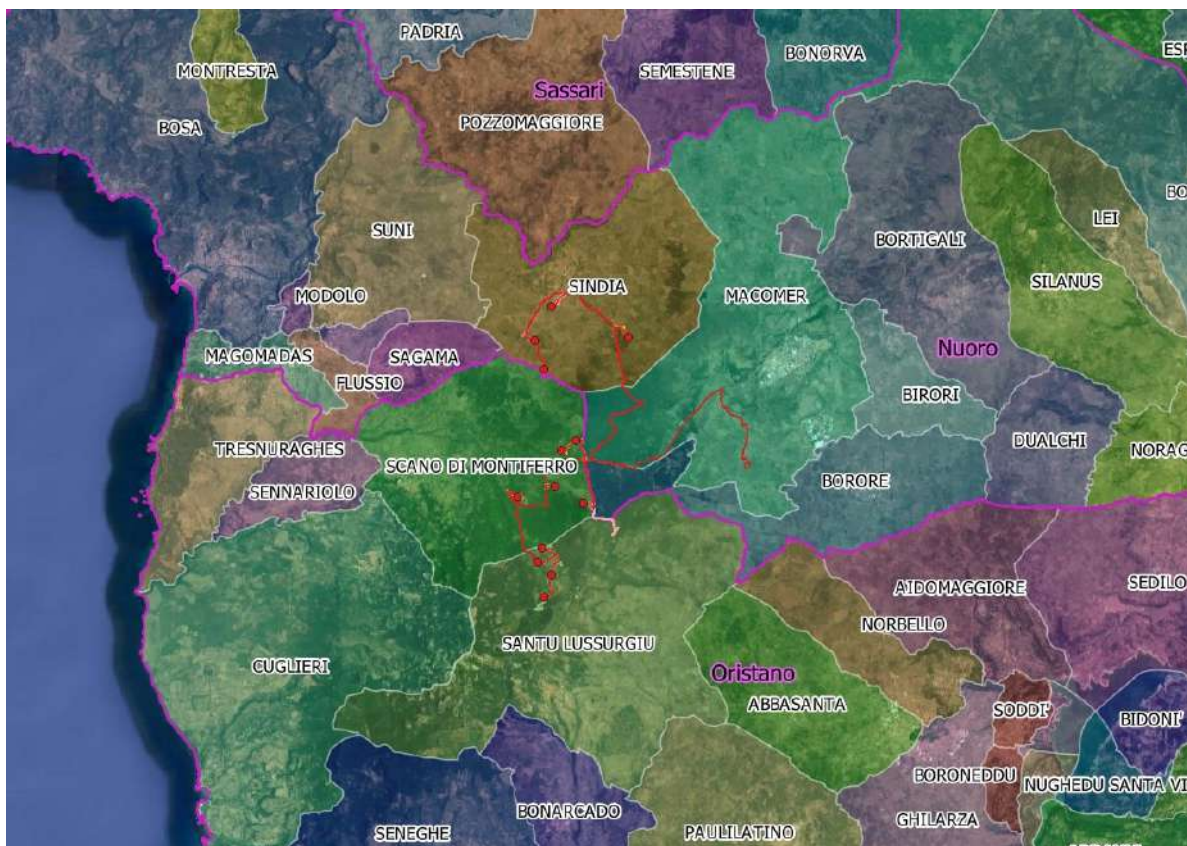 PADRIA
MONTRESTA
SEMESTENE
BONORVA
Sassari
POZZOMAGGIORE
BOSA
LEI
SUNI
BORTIGALI
SILANUS
SINDIA
MODOLO
MACOMER
Nuoro
MAGOMADAS
SAGAMA
FLUSSIO
BIRORI
DUALCHI
TRESNURAGHES
NORAG
SCANO DI MONTIFERRO
BORORE
SENNARIOLO
AIDOMAGGIORE
SEDILO
NORBELLO
SANTU LUSSURGIU
CUGLIERI
Oristano
ABBASANTA
SODDI'
BIDONI'
BORONEDDU
NUGHEDU SANTA VI
BONARCADO
GHILARZA
SENEGHE
PAULILATINO